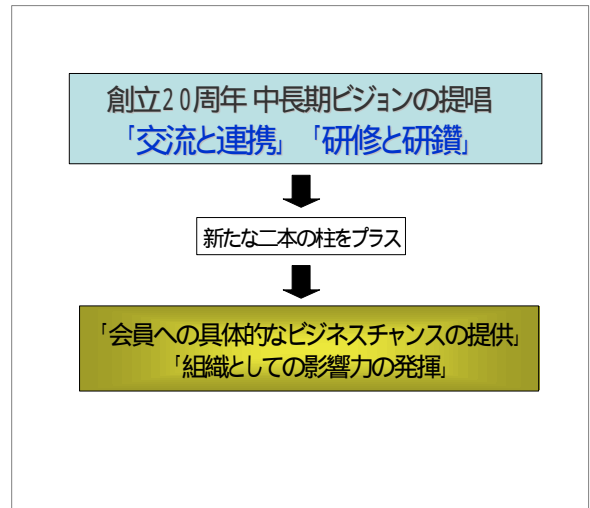 創立20周年 中長期ビジョンの提唱
「交流と連携」 「研修と研鑽」
新たな二本の柱をプラス
「会員への具体的なビジネスチャンスの提供」
「組織としての影響力の発揮」